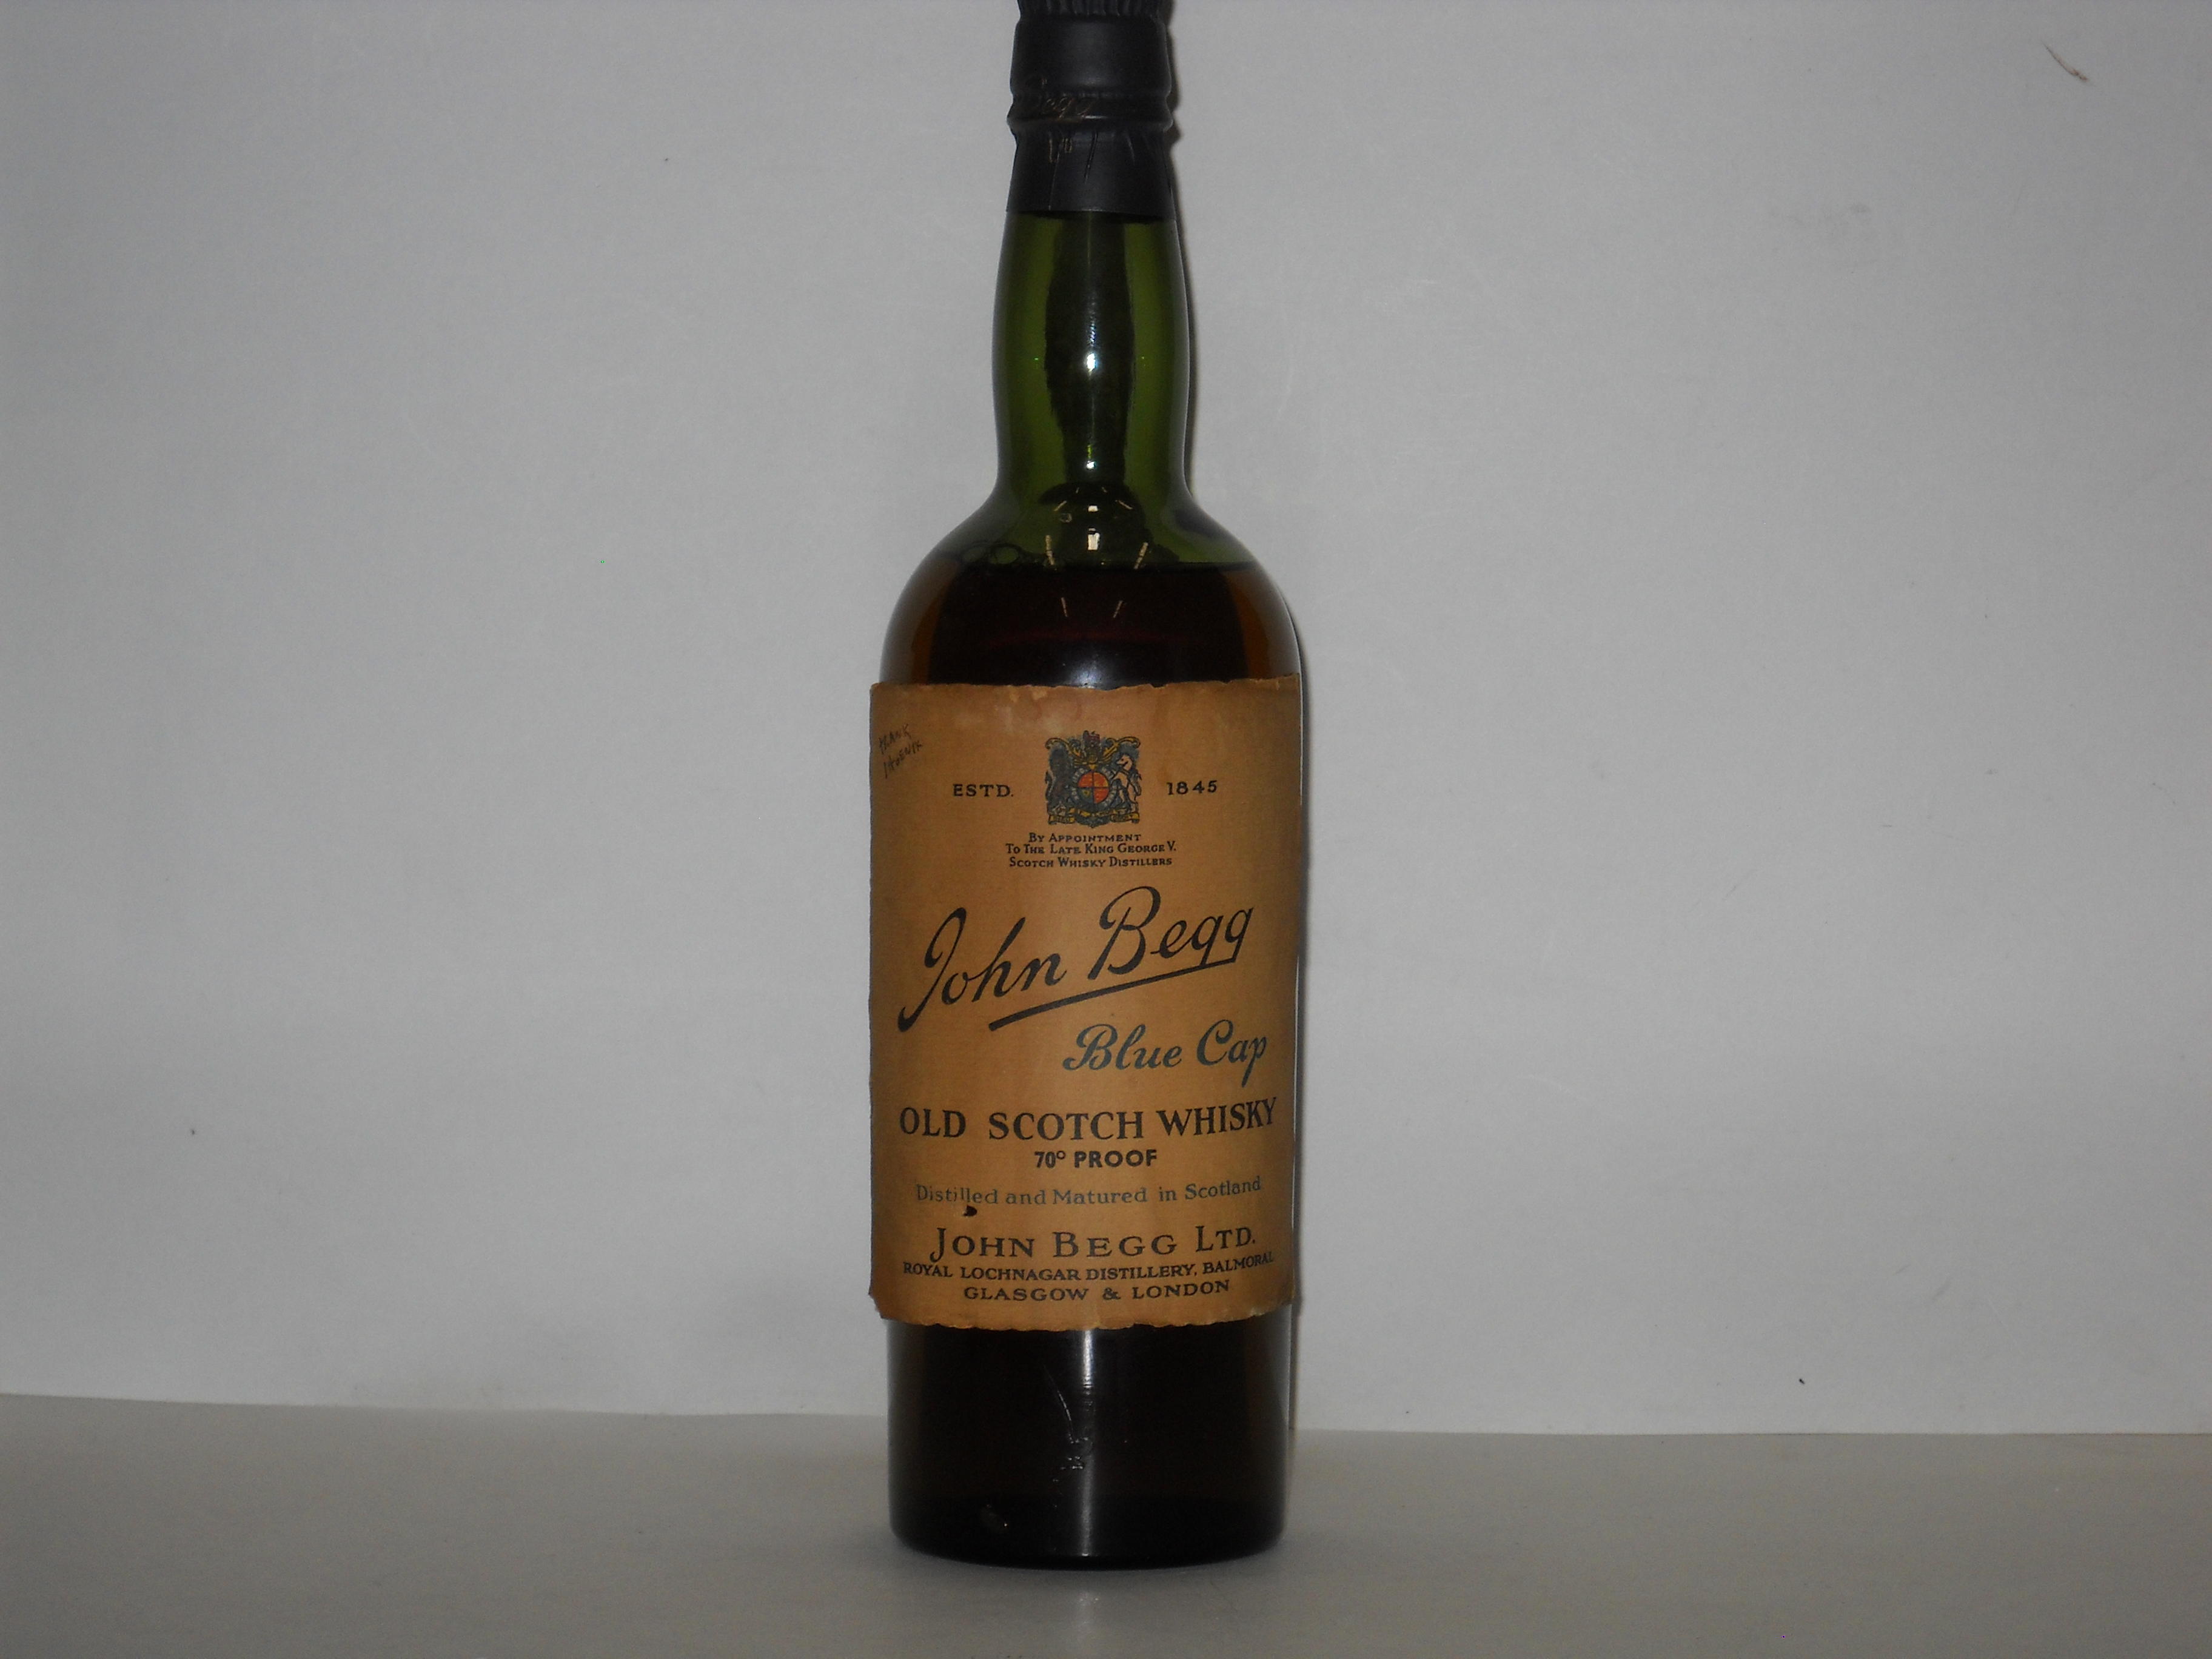 Begg
ESTD. 1845
BY APPOINTMENT
TO THE LATE KING GEORGE V.
SCOTCH WHISKY DISTILLERS
John Begg
Blue Cap
OLD SCOTCH WHISKY
70° PROOF
Distilled and Matured in Scotland
JOHN BEGG LTD.
ROYAL LOCHNAGAR DISTILLERY, BALMORAL
GLASGOW & LONDON